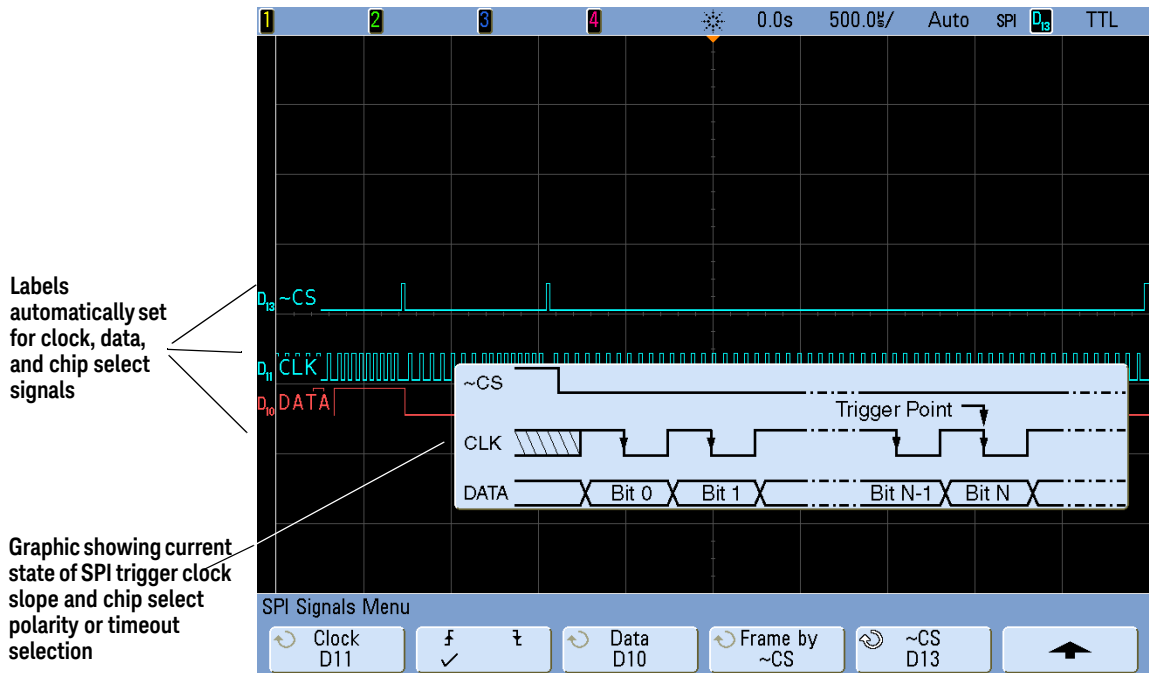 1 2 3 4 0.0s 500.0㎲/ Auto SPI D13 TTL
Labels
automatically set
for clock, data,
and chip select
signals
D13 ~CS
D11 CLK
D10 DATA
~CS
Trigger Point
CLK
DATA Bit 0 Bit 1 Bit N-1 Bit N
Graphic showing current
state of SPI trigger clock
slope and chip select
polarity or timeout
selection
SPI Signals Menu
Clock
D11
Data
D10
Frame by
~CS
~CS
D13